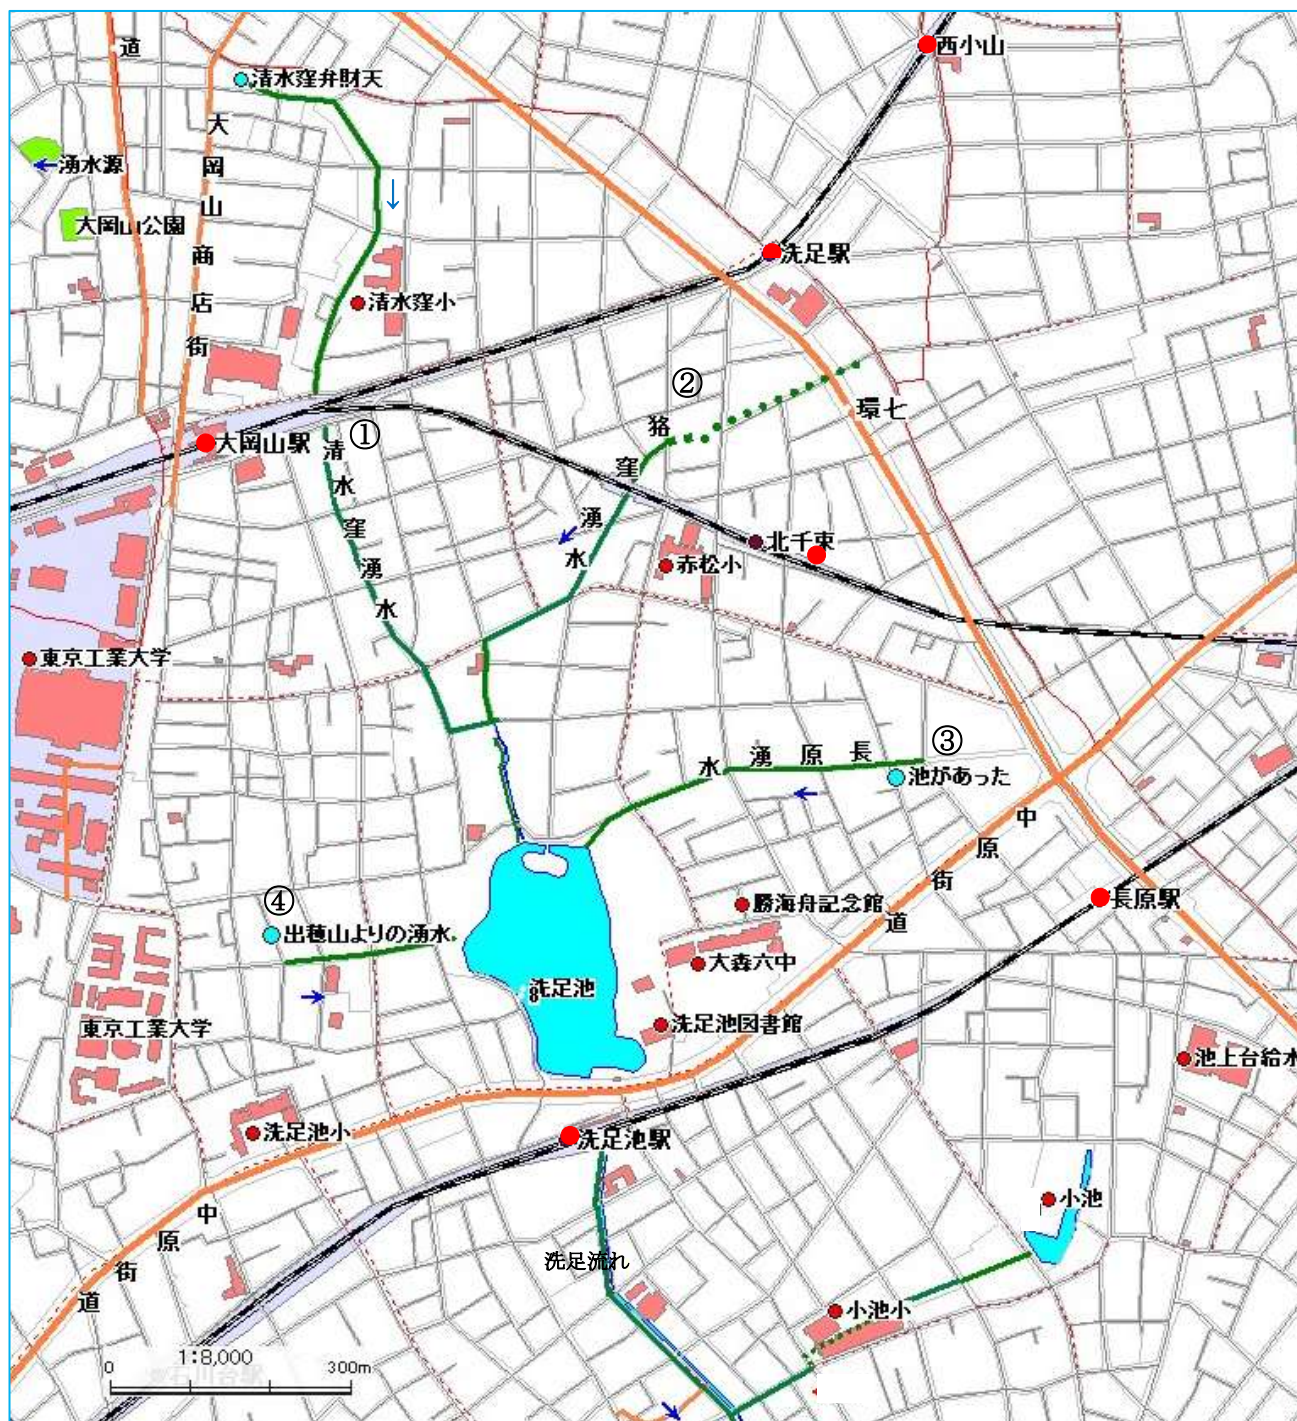 道
西小山
清水窪弁財天
大岡山商店街
湧水源
大岡山公園
洗足駅
清水窪小
②
環七
①
大岡山駅
清水窪湧水
狢窪湧水
北千束
赤松小
東京工業大学
③
長原湧水
池があった
中原街道
④
勝海舟記念館
長原駅
出穂山よりの湧水
大森六中
洗足池
8
東京工業大学
洗足池図書館
池上台給水
洗足池小
洗足池駅
小池
中原街道
洗足流れ
小池小
1:8,000
0 300m